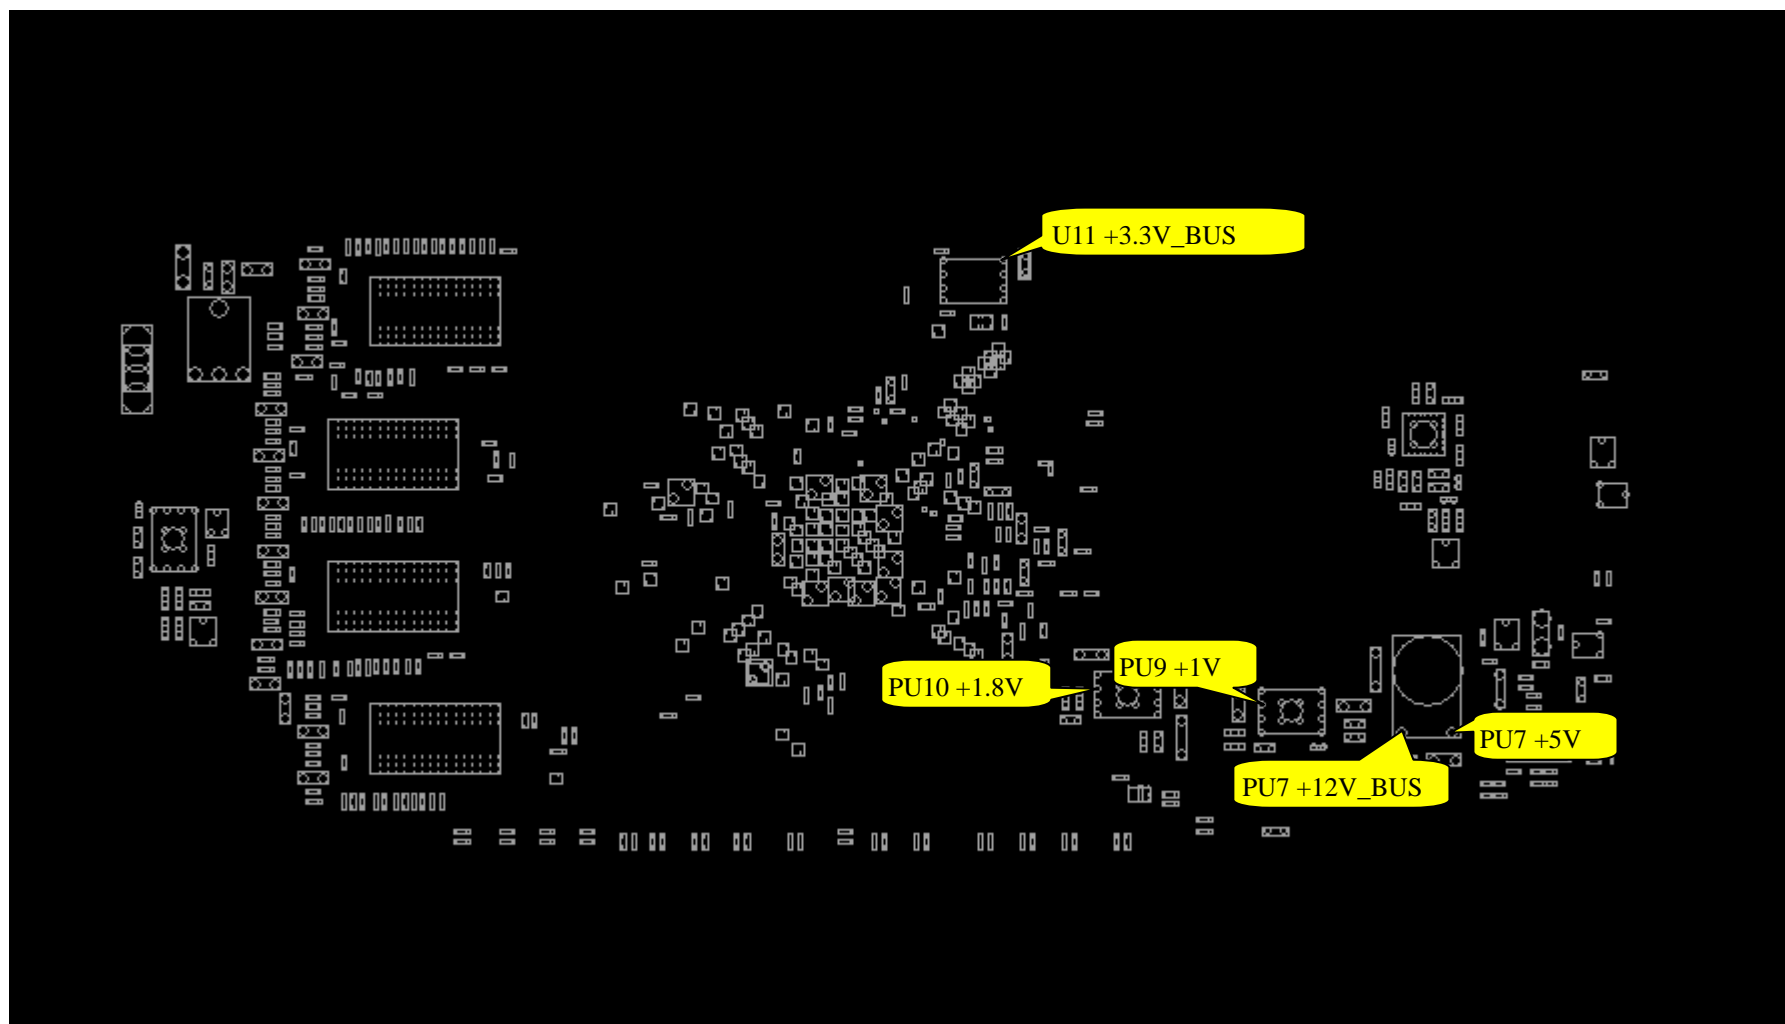 U11 +3.3V_BUS
PU9 +1V
PU10 +1.8V
PU7 +5V
PU7 +12V_BUS